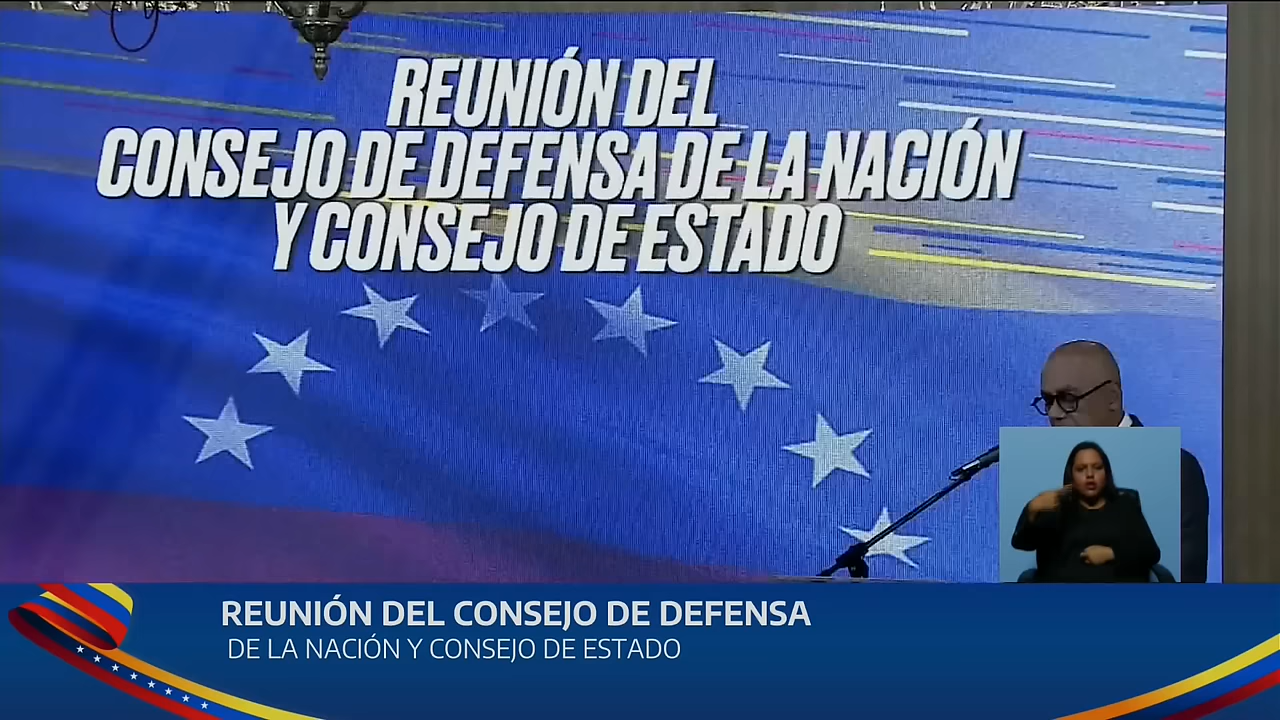 REUNIÓN DEL
CONSEJO DE DEFENSA DE LA NACIÓN
Y CONSEJO DE ESTADO
REUNIÓN DEL CONSEJO DE DEFENSA
DE LA NACIÓN Y CONSEJO DE ESTADO